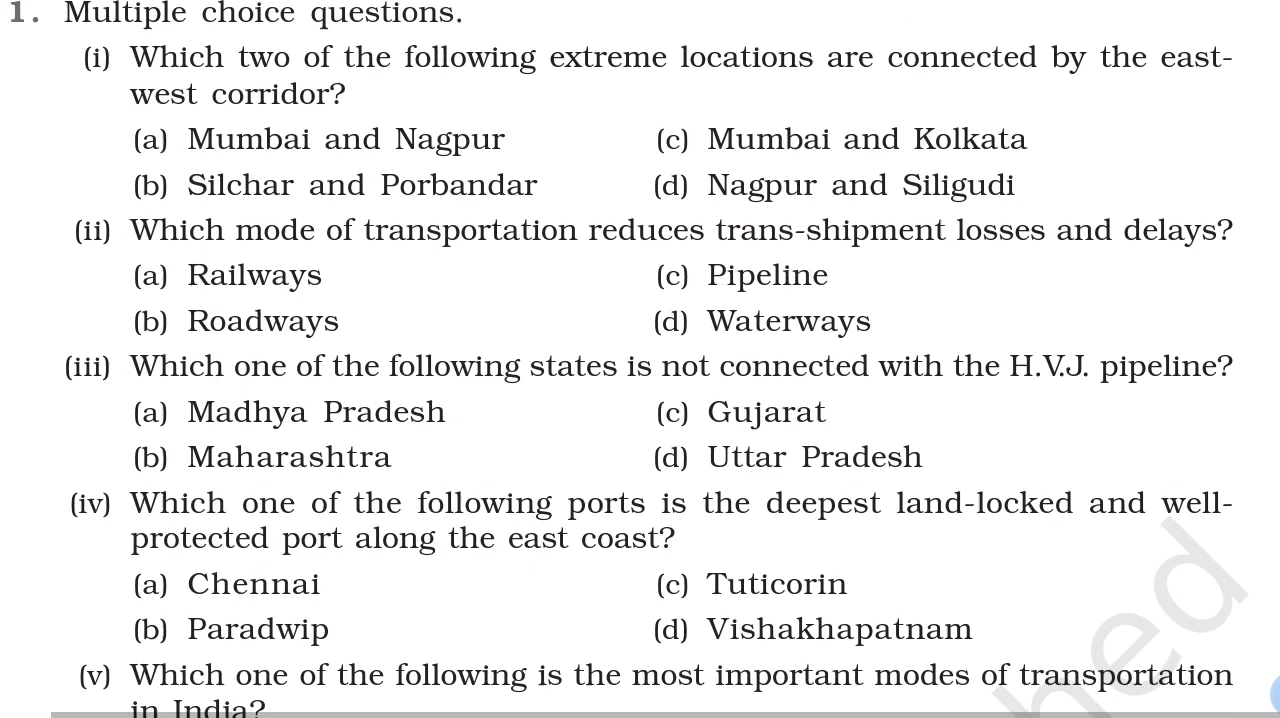 1. Multiple choice questions.
(i) Which two of the following extreme locations are connected by the east-
west corridor?
(a) Mumbai and Nagpur (c) Mumbai and Kolkata
(b) Silchar and Porbandar (d) Nagpur and Siligudi
(ii) Which mode of transportation reduces trans-shipment losses and delays?
(a) Railways (c) Pipeline
(b) Roadways (d) Waterways
(iii) Which one of the following states is not connected with the H.V.J. pipeline?
(a) Madhya Pradesh (c) Gujarat
(b) Maharashtra (d) Uttar Pradesh
(iv) Which one of the following ports is the deepest land-locked and well-
protected port along the east coast?
(a) Chennai (c) Tuticorin
(b) Paradwip (d) Vishakhapatnam
(v) Which one of the following is the most important modes of transportation
in India?
hed